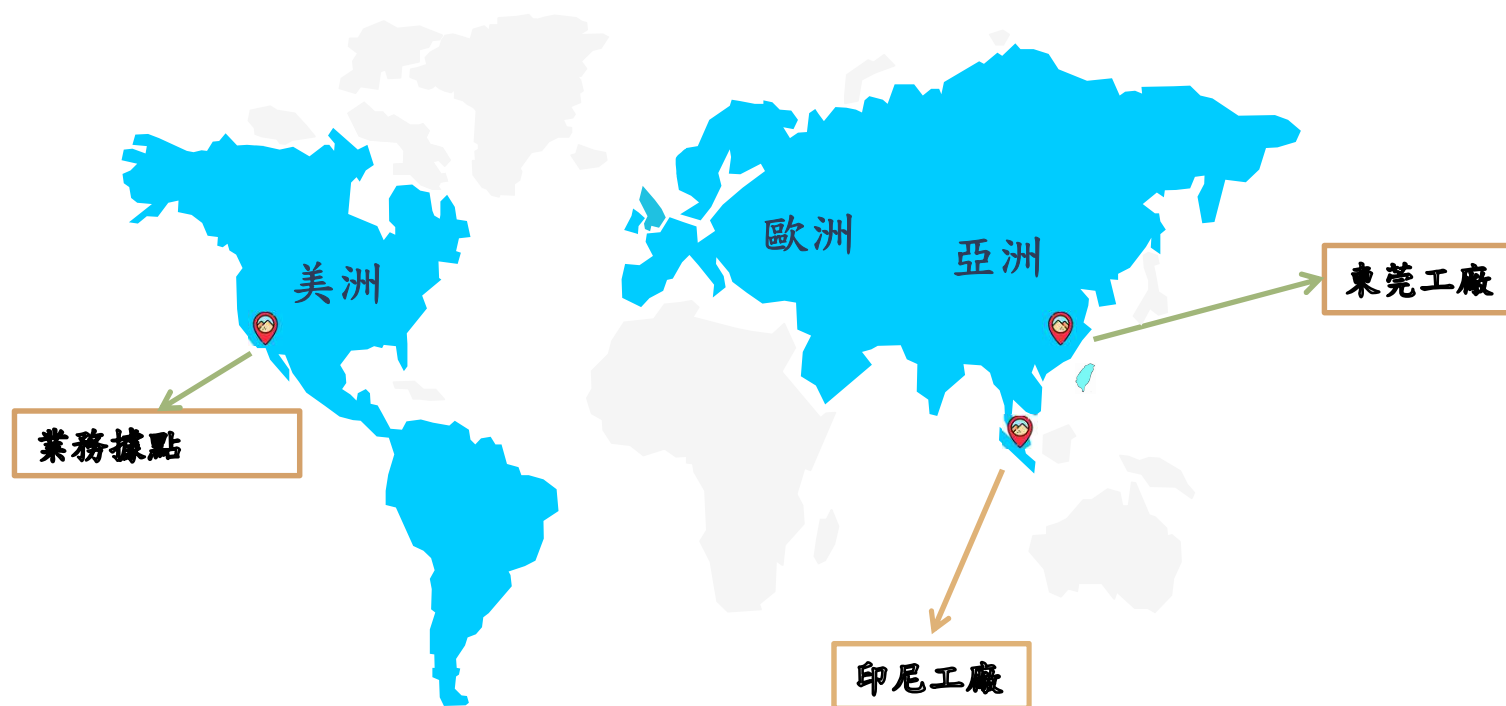 歐洲
亞洲
美洲
東莞工廠
業務據點
印尼工廠